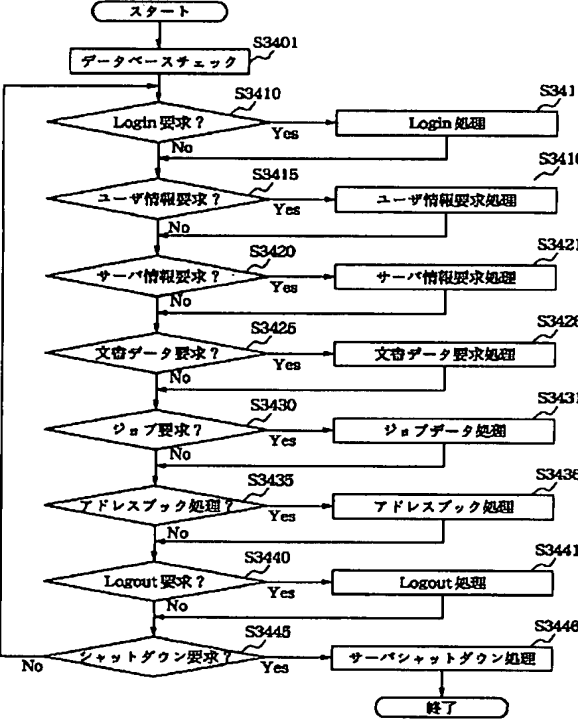 スタート
S3401
データベースチェック
S3410
Login要求？
Yes
No
S341
Login処理
S3415
ユーザ情報要求？
Yes
No
S3416
ユーザ情報要求処理
S3420
サーバ情報要求？
Yes
No
S3421
サーバ情報要求処理
S3425
文書データ要求？
Yes
No
S3426
文書データ要求処理
S3430
ジョブ要求？
Yes
No
S3431
ジョブデータ処理
S3435
アドレスブック処理？
Yes
No
S3436
アドレスブック処理
S3440
Logout要求？
Yes
No
S3441
Logout処理
S3445
シャットダウン要求？
No
Yes
S3446
サーバシャットダウン処理
終了